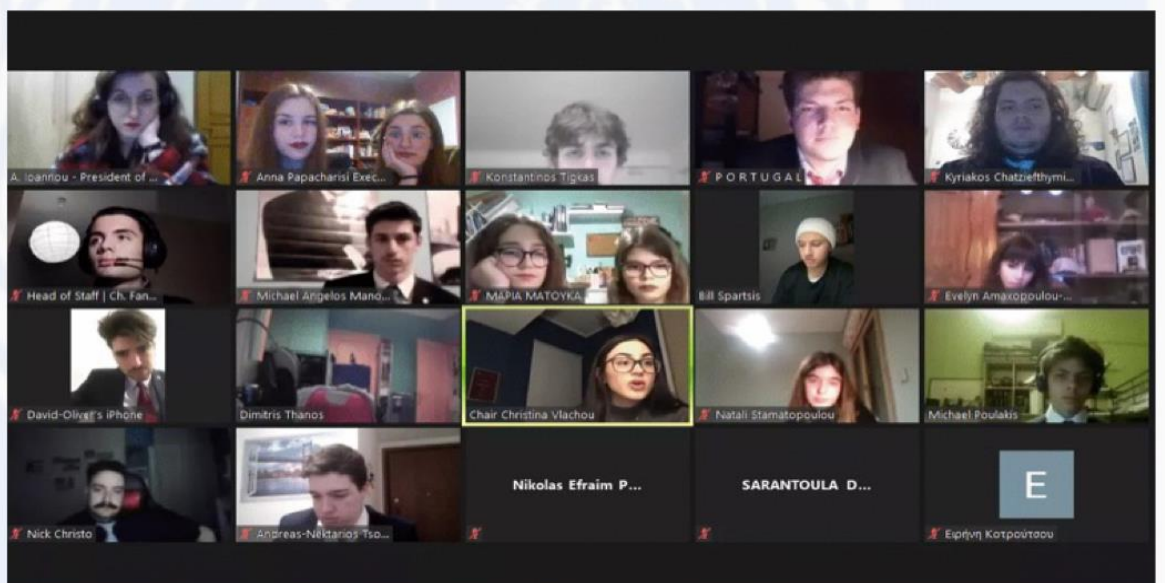 A. Ioannou - President of ...
Anna Papacharisi Exec...
Konstantinos Tigkas
PORTUGAL
Kyriakos Chatziefthymi...
Head of Staff | Ch. Fan...
Michael Angelos Mano...
ΜΑΡΙΑ ΜΑΤΟΥΚΑ
Bill Spartsis
Evelyn Amaxopoulou-...
David-Oliver's iPhone
Dimitris Thanos
Chair Christina Vlachou
Natali Stamatopoulou
Michael Poulakis
Nick Christo
Andreas-Nektarios Tso...
Nikolas Efraim P...
SARANTOULA D...
E
Ειρήνη Κοτρούτσου